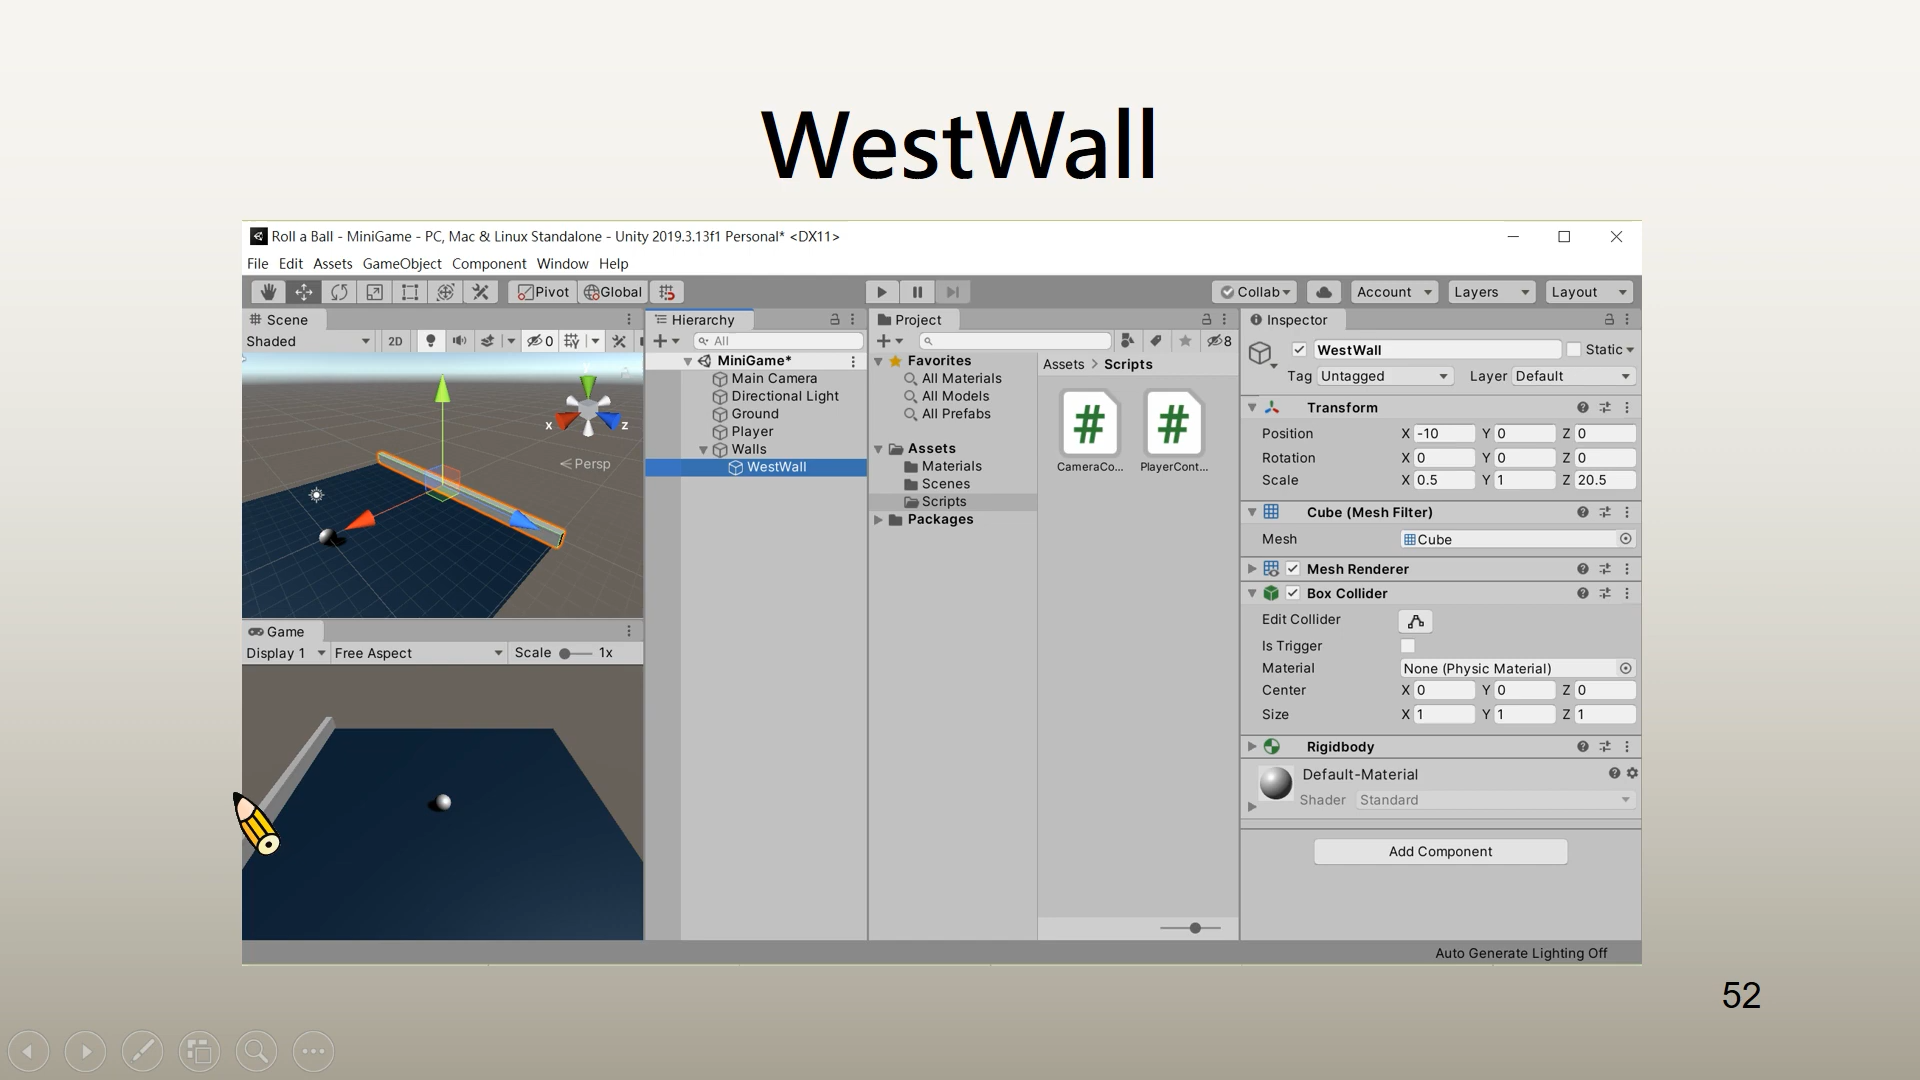 WestWall
Roll a Ball - MiniGame - PC, Mac & Linux Standalone - Unity 2019.3.13f1 Personal* <DX11>
File Edit Assets GameObject Component Window Help
Pivot Global Collab Account Layers Layout
Scene
Shaded 2D 0
x z
Persp
Game
Display 1 Free Aspect Scale 1x
Hierarchy
All
MiniGame*
Main Camera
Directional Light
Ground
Player
Walls
WestWall
Project
8
Favorites
All Materials
All Models
All Prefabs
Assets
Materials
Scenes
Scripts
Packages
Assets > Scripts
# #
CameraCo... PlayerCont...
Inspector
WestWall Static
Tag Untagged Layer Default
Transform
Position X -10 Y 0 Z 0
Rotation X 0 Y 0 Z 0
Scale X 0.5 Y 1 Z 20.5
Cube (Mesh Filter)
Mesh Cube
Mesh Renderer
Box Collider
Edit Collider
Is Trigger
Material None (Physic Material)
Center X 0 Y 0 Z 0
Size X 1 Y 1 Z 1
Rigidbody
Default-Material
Shader Standard
Add Component
Auto Generate Lighting Off
52